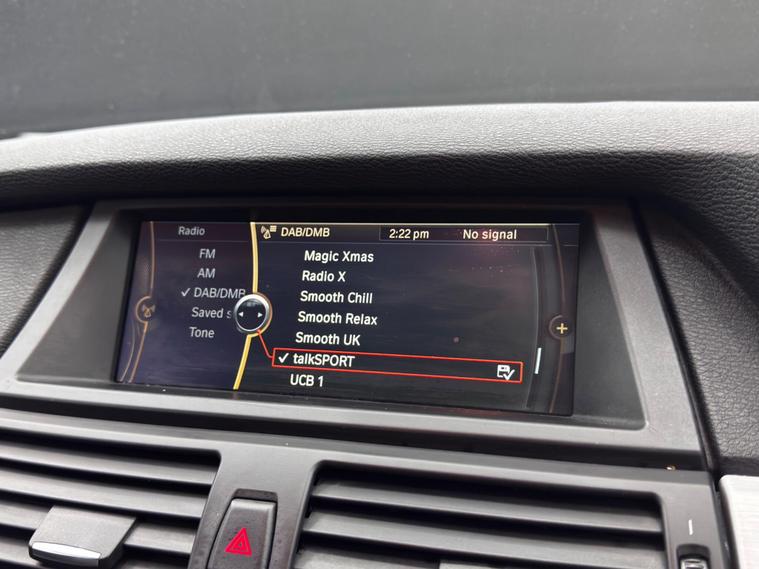 Radio
FM
AM
DAB/DMB
Saved s
Tone
DAB/DMB 2:22 pm No signal
Magic Xmas
Radio X
Smooth Chill
Smooth Relax
Smooth UK
talkSPORT
UCB 1